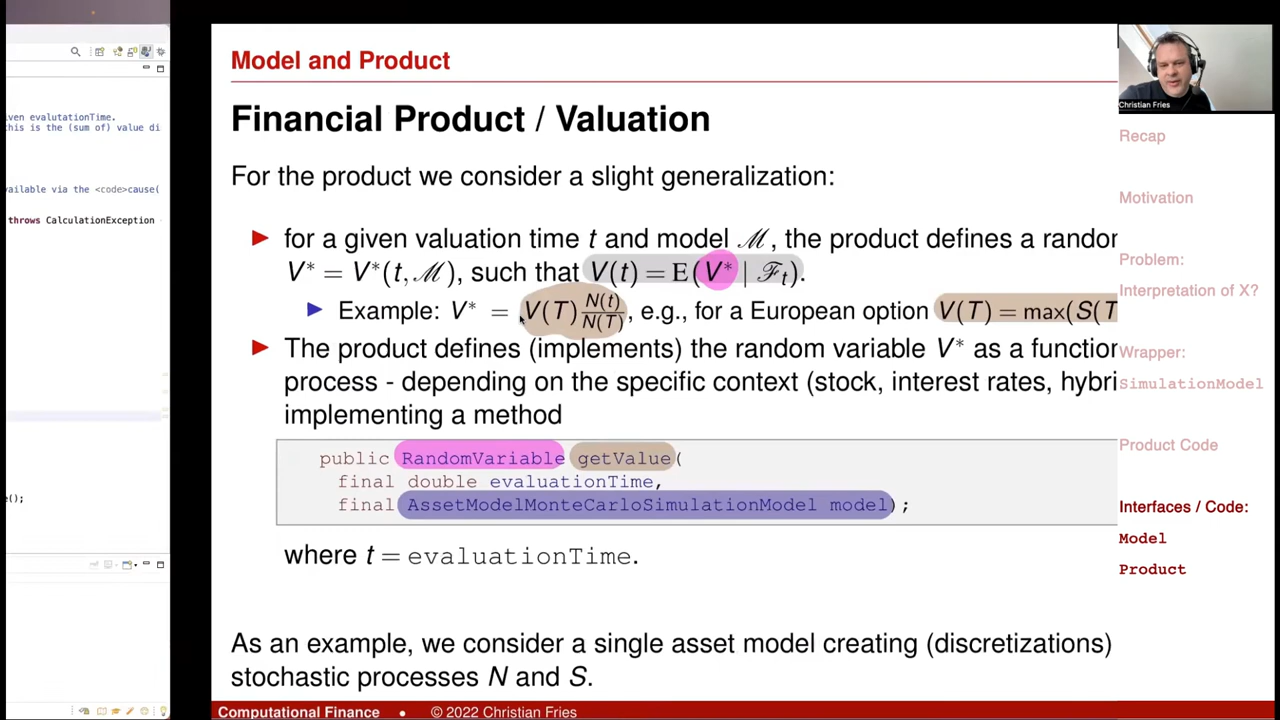 given evalutationTime.
this is the (sum of) value di
available via the <code>cause(
throws CalculationException
();
Model and Product
Financial Product / Valuation
For the product we consider a slight generalization:
► for a given valuation time t and model ℳ, the product defines a random
V* = V*(t,ℳ), such that V(t) = E(V* | ℱt).
► Example: V* = V(T) N(t)/N(T), e.g., for a European option V(T) = max(S(T
► The product defines (implements) the random variable V* as a function
process - depending on the specific context (stock, interest rates, hybri
implementing a method
public RandomVariable getValue(
final double evaluationTime,
final AssetModelMonteCarloSimulationModel model);
where t = evaluationTime.
As an example, we consider a single asset model creating (discretizations)
stochastic processes N and S.
Computational Finance • © 2022 Christian Fries
Christian Fries
Recap
Motivation
Problem:
Interpretation of X?
Wrapper:
SimulationModel
Product Code
Interfaces / Code:
Model
Product